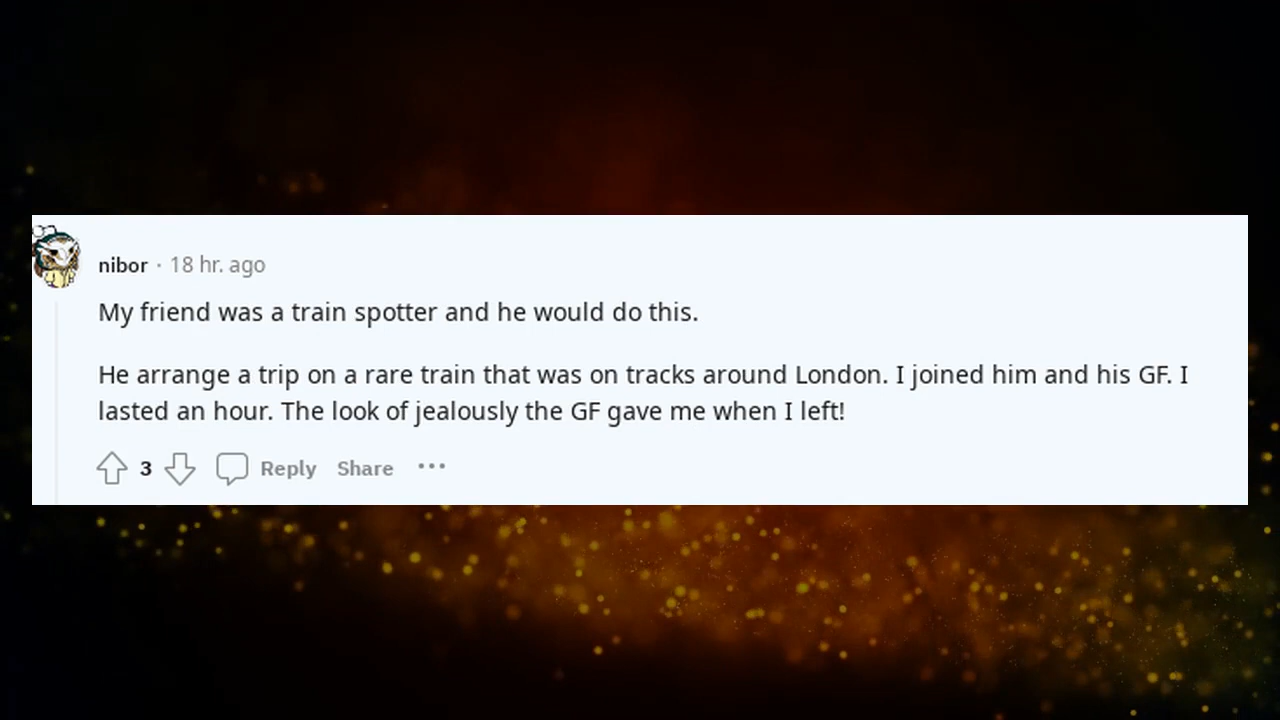 nibor · 18 hr. ago
My friend was a train spotter and he would do this.
He arrange a trip on a rare train that was on tracks around London. I joined him and his GF. I
lasted an hour. The look of jealously the GF gave me when I left!
3 Reply Share ···